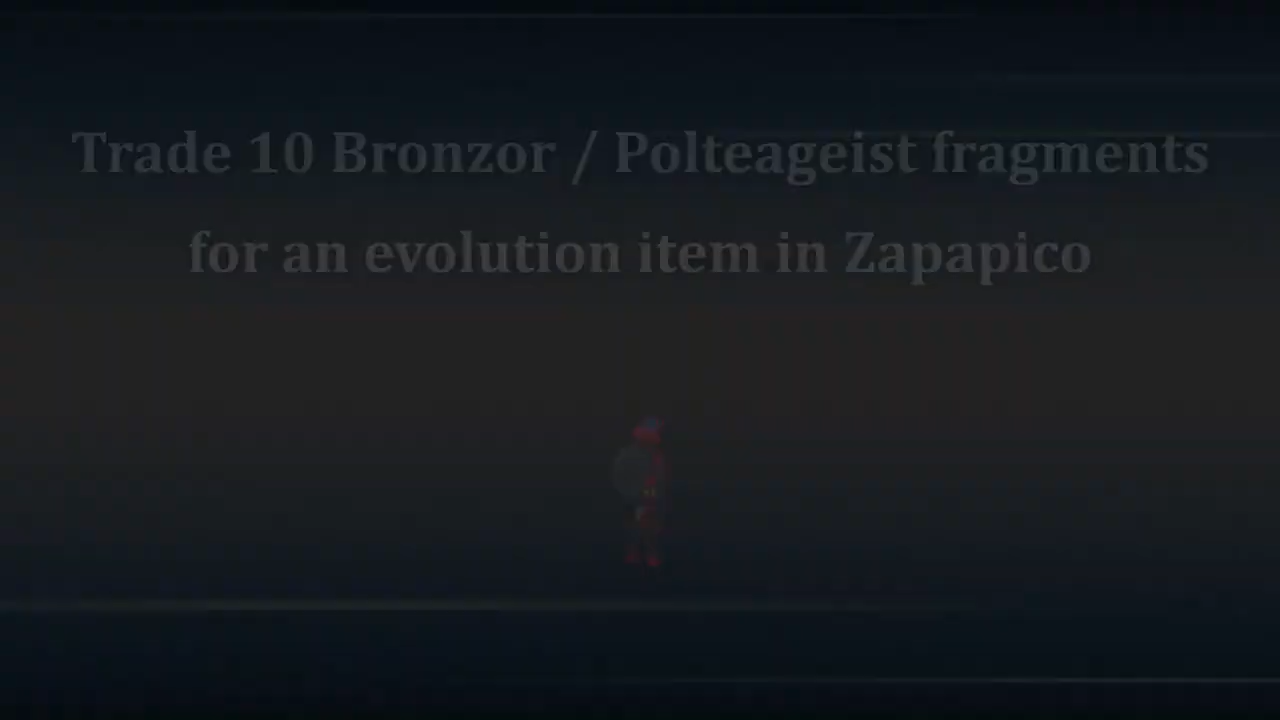 Trade 10 Bronzor / Polteageist fragments
for an evolution item in Zapapico